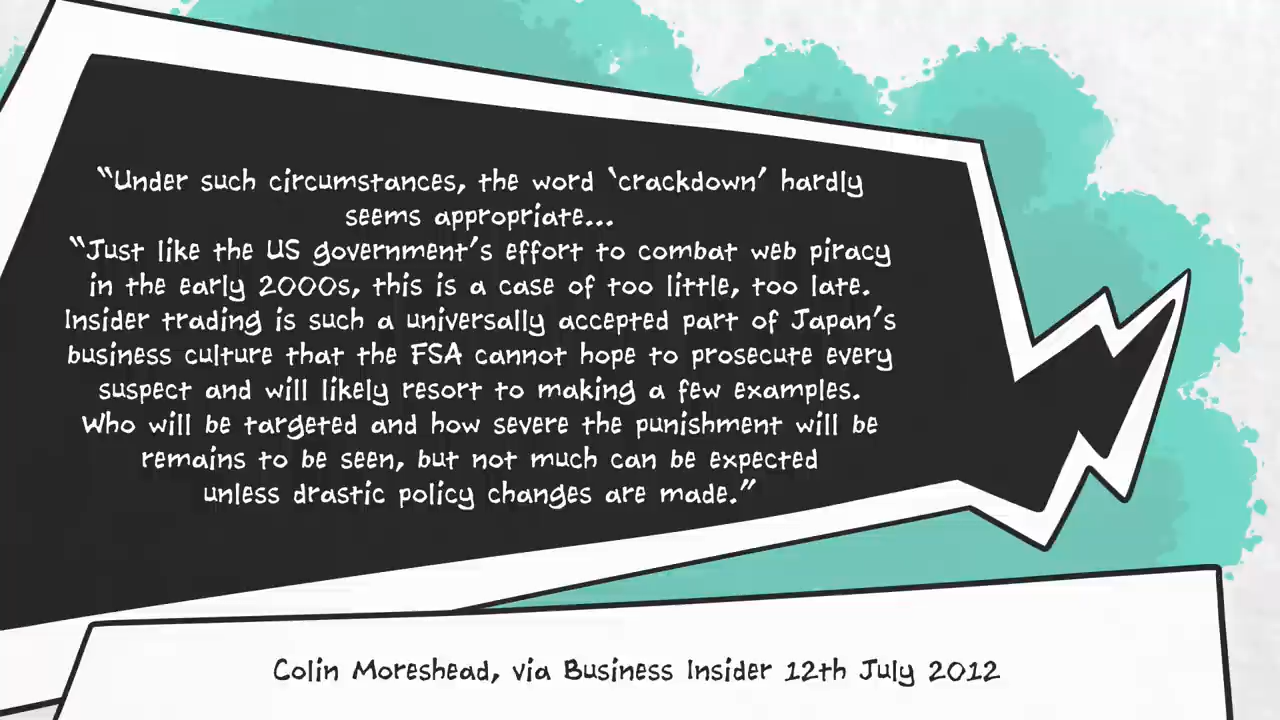 “Under such circumstances, the word ‘crackdown’ hardly
seems appropriate...
“Just like the US government’s effort to combat web piracy
in the early 2000s, this is a case of too little, too late.
Insider trading is such a universally accepted part of Japan’s
business culture that the FSA cannot hope to prosecute every
suspect and will likely resort to making a few examples.
Who will be targeted and how severe the punishment will be
remains to be seen, but not much can be expected
unless drastic policy changes are made.”
Colin Moreshead, via Business Insider 12th July 2012